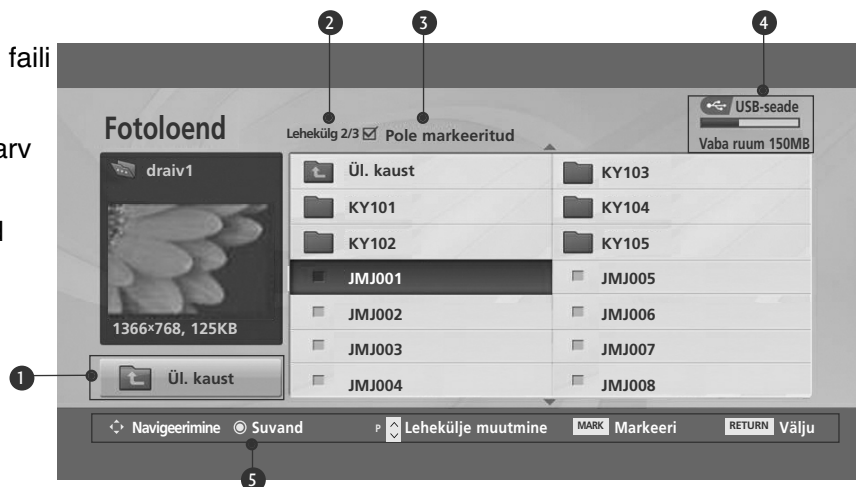 2
3
4
faili
arv
Fotoloend
Lehekülg 2/3
Pole markeeritud
USB-seade
Vaba ruum 150MB
draiv1
1366×768, 125KB
Ül. kaust
KY101
KY102
JMJ001
JMJ002
JMJ003
JMJ004
KY103
KY104
KY105
JMJ005
JMJ006
JMJ007
JMJ008
1
Ül. kaust
Navigeerimine
Suvand
P
Lehekülje muutmine
MARK
Markeeri
RETURN
Välju
5